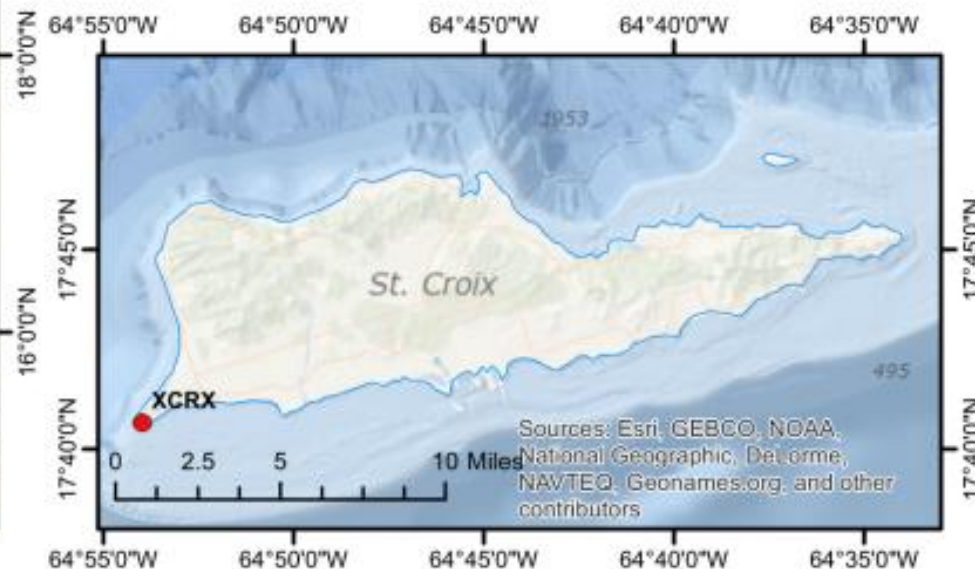 64°55'0"W 64°50'0"W 64°45'0"W 64°40'0"W 64°35'0"W
18°0'0"N
1953
17°45'0"N
17°45'0"N
St. Croix
16°0'0"N
495
XCRX
Sources: Esri, GEBCO, NOAA,
0 2.5 5 10 Miles
National Geographic, DeLorme,
17°40'0"N
17°40'0"N
NAVTEQ, Geonames.org, and other
contributors
64°55'0"W 64°50'0"W 64°45'0"W 64°40'0"W 64°35'0"W